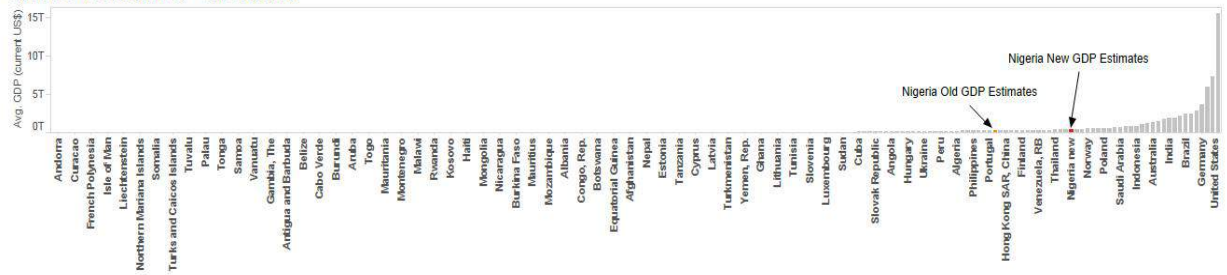 Avg. GDP (current US$)
15T
10T
5T
0T
Nigeria New GDP Estimates
Nigeria Old GDP Estimates
Andorra
Curacao
French Polynesia
Isle of Man
Liechtenstein
Northern Mariana Islands
Somalia
Turks and Caicos Islands
Tuvalu
Palau
Tonga
Samoa
Vanuatu
Gambia, The
Antigua and Barbuda
Belize
Cabo Verde
Burundi
Aruba
Togo
Mauritania
Montenegro
Malawi
Rwanda
Kosovo
Haiti
Mongolia
Nicaragua
Burkina Faso
Mauritius
Mozambique
Albania
Congo, Rep.
Botswana
Equatorial Guinea
Afghanistan
Nepal
Estonia
Tanzania
Cyprus
Latvia
Turkmenistan
Yemen, Rep.
Ghana
Lithuania
Tunisia
Slovenia
Luxembourg
Sudan
Cuba
Slovak Republic
Angola
Hungary
Ukraine
Peru
Algeria
Philippines
Portugal
Hong Kong SAR, China
Finland
Venezuela, RB
Thailand
Nigeria new
Norway
Poland
Saudi Arabia
Indonesia
Australia
India
Brazil
Germany
United States